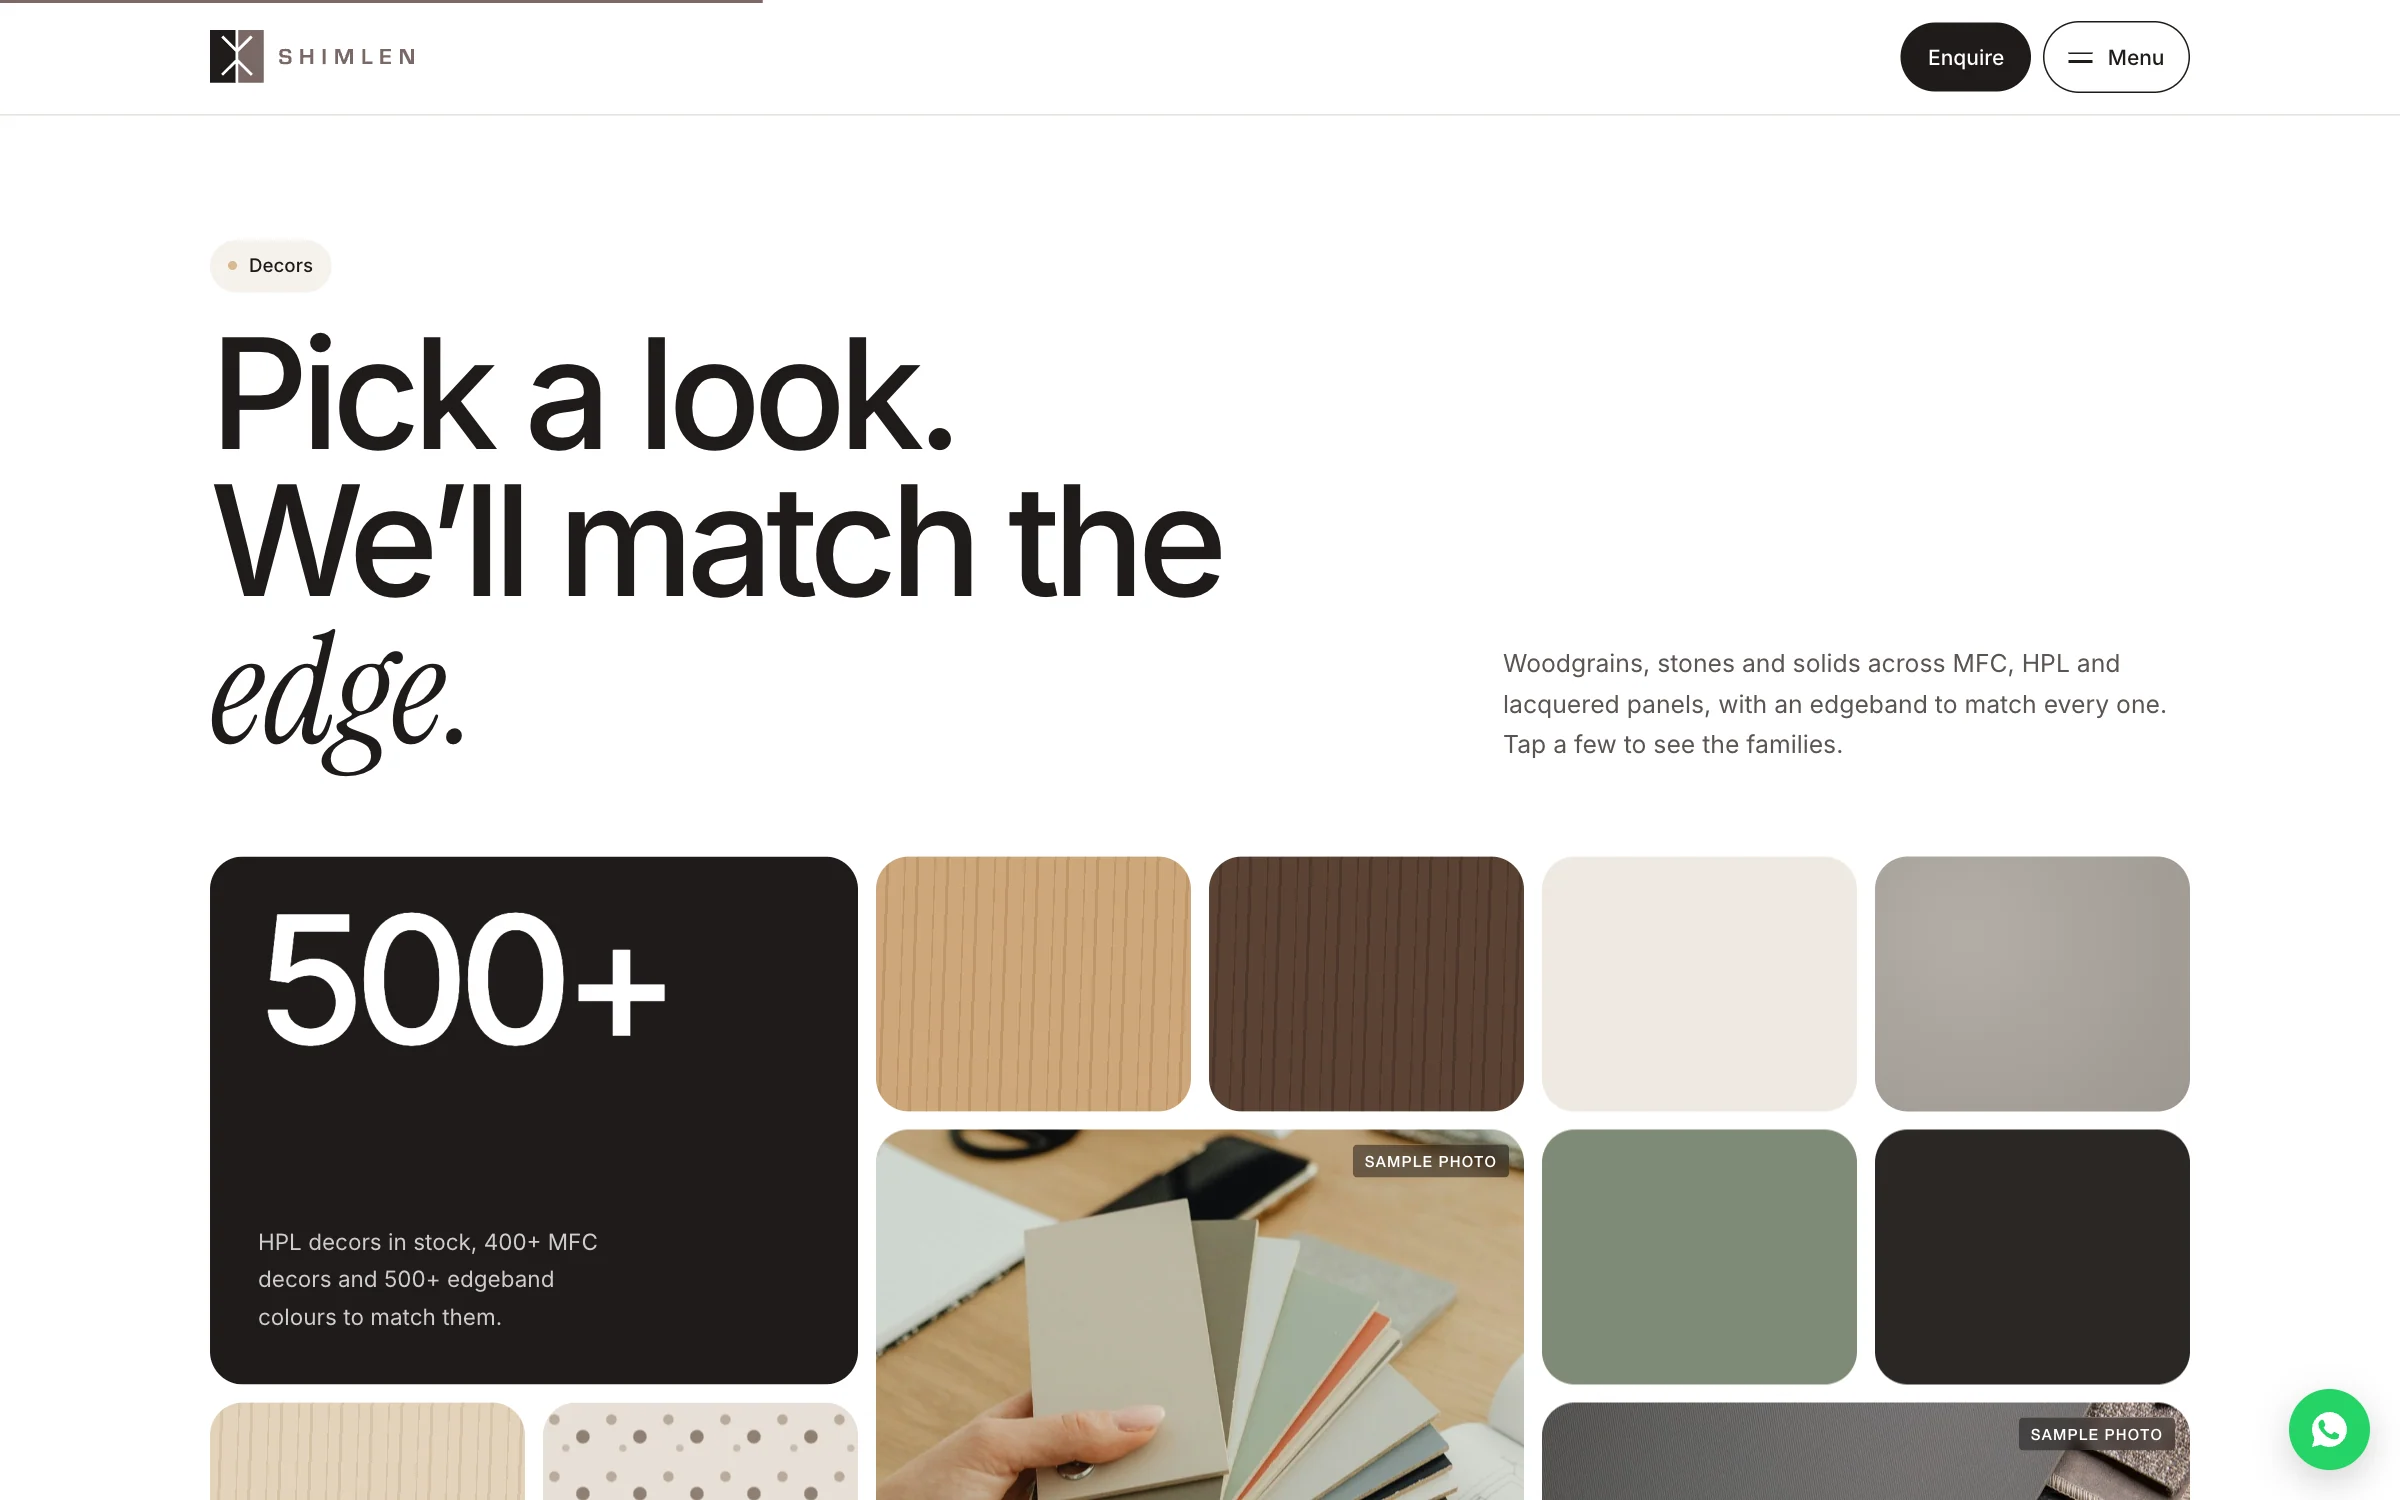 SHIMLEN
Enquire
Menu
Decors
Pick a look.
We’ll match the
edge.
Woodgrains, stones and solids across MFC, HPL and
lacquered panels, with an edgeband to match every one.
Tap a few to see the families.
500+
HPL decors in stock, 400+ MFC
decors and 500+ edgeband
colours to match them.
SAMPLE PHOTO
SAMPLE PHOTO